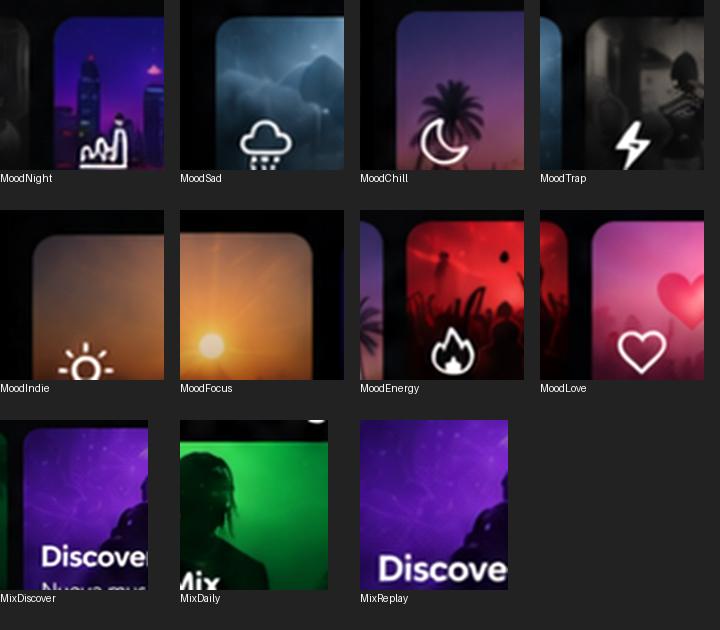 MoodNight
MoodSad
MoodChill
MoodTrap
MoodIndie
MoodFocus
MoodEnergy
MoodLove
Discove
Mix
Discove
MixDiscover
MixDaily
MixReplay